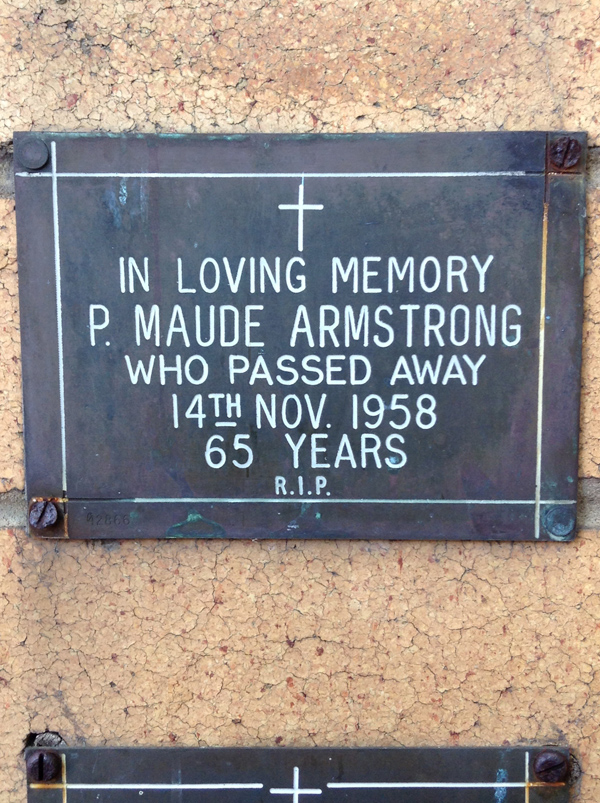 IN LOVING MEMORY
P. MAUDE ARMSTRONG
WHO PASSED AWAY
14TH NOV. 1958
65 YEARS
R.I.P.